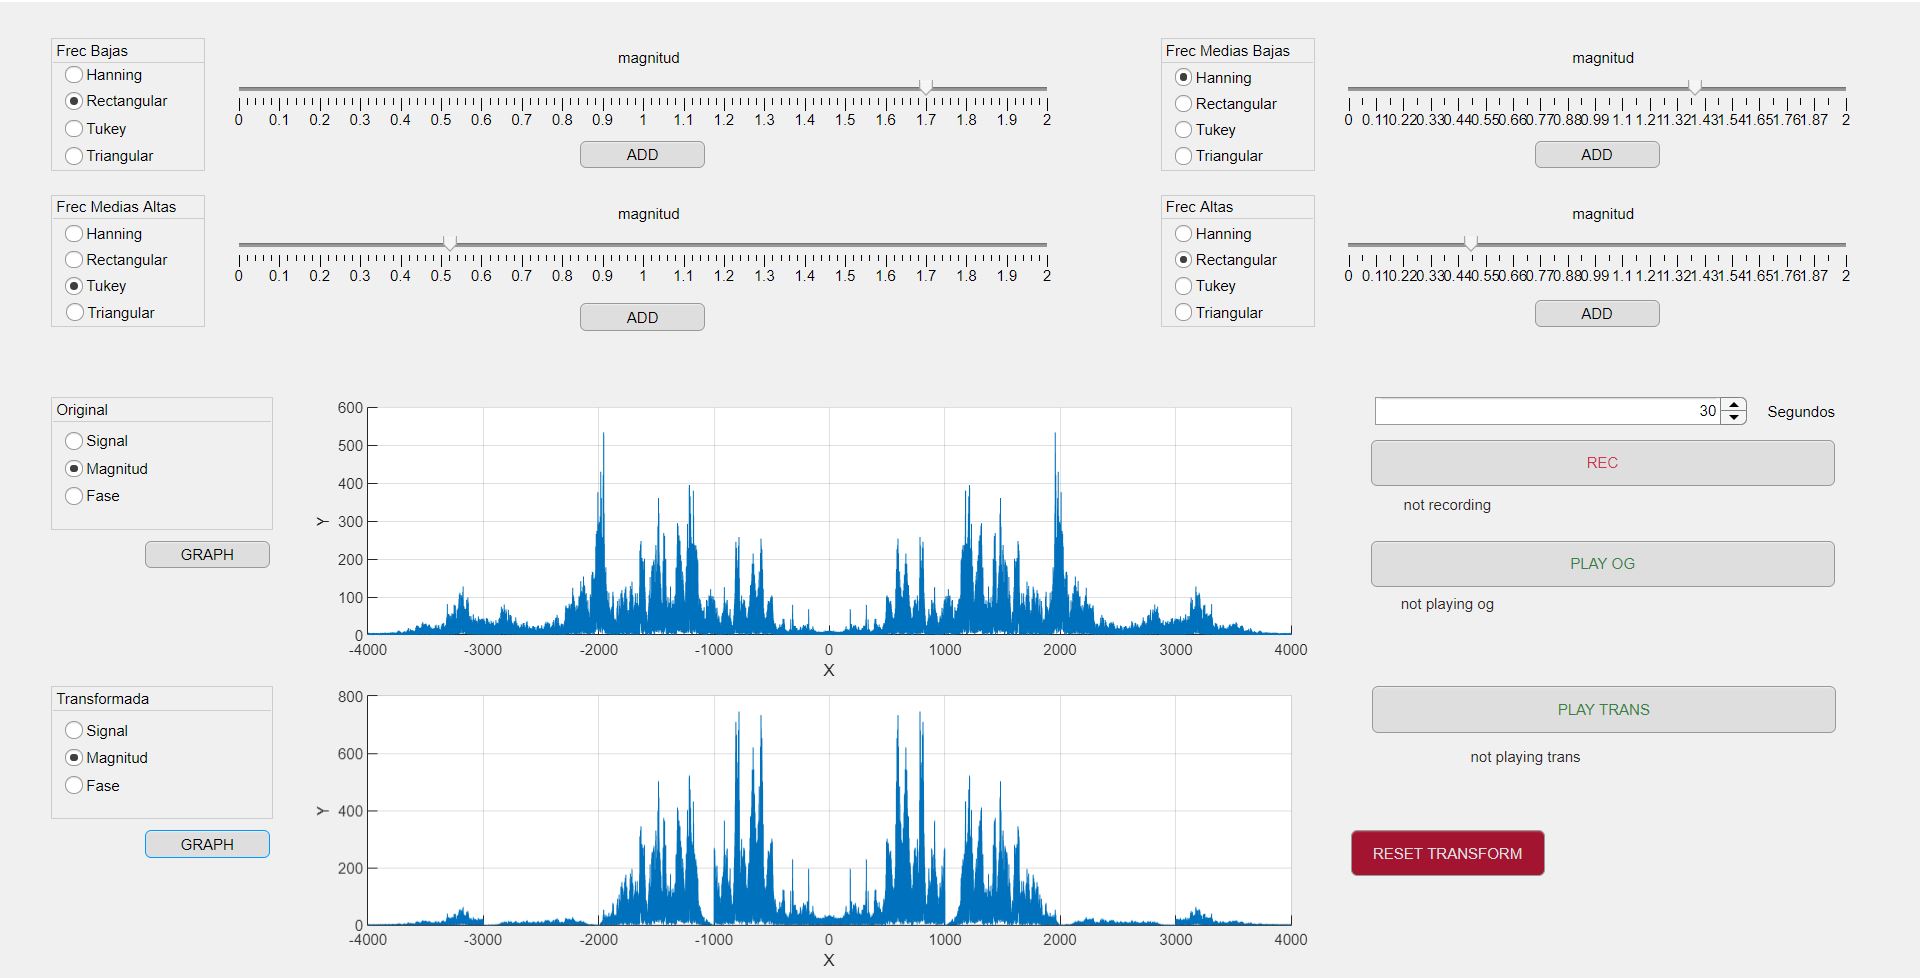 Frec Bajas
Hanning
Rectangular
Tukey
Triangular
magnitud
0 0.1 0.2 0.3 0.4 0.5 0.6 0.7 0.8 0.9 1 1.1 1.2 1.3 1.4 1.5 1.6 1.7 1.8 1.9 2
ADD
Frec Medias Bajas
Hanning
Rectangular
Tukey
Triangular
magnitud
0 0.11 0.22 0.33 0.44 0.55 0.66 0.77 0.88 0.99 1.1 1.21 1.32 1.43 1.54 1.65 1.76 1.87 2
ADD
Frec Medias Altas
Hanning
Rectangular
Tukey
Triangular
magnitud
0 0.1 0.2 0.3 0.4 0.5 0.6 0.7 0.8 0.9 1 1.1 1.2 1.3 1.4 1.5 1.6 1.7 1.8 1.9 2
ADD
Frec Altas
Hanning
Rectangular
Tukey
Triangular
magnitud
0 0.11 0.22 0.33 0.44 0.55 0.66 0.77 0.88 0.99 1.1 1.21 1.32 1.43 1.54 1.65 1.76 1.87 2
ADD
Original
Signal
Magnitud
Fase
GRAPH
600
500
400
300
200
100
0
Y
-4000 -3000 -2000 -1000 0 1000 2000 3000 4000
X
30 Segundos
REC
not recording
PLAY OG
not playing og
Transformada
Signal
Magnitud
Fase
GRAPH
800
600
400
200
0
Y
-4000 -3000 -2000 -1000 0 1000 2000 3000 4000
X
PLAY TRANS
not playing trans
RESET TRANSFORM